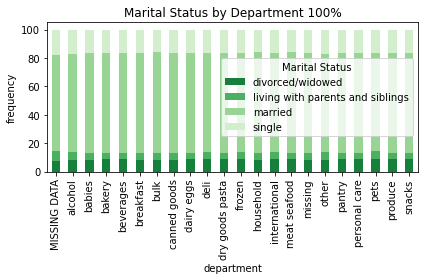 Marital Status by Department 100%
100
80
60
40
20
0
frequency
Marital Status
divorced/widowed
living with parents and siblings
married
single
MISSING DATA
alcohol
babies
bakery
beverages
breakfast
bulk
canned goods
dairy eggs
deli
dry goods pasta
frozen
household
international
meat seafood
missing
other
pantry
personal care
pets
produce
snacks
department